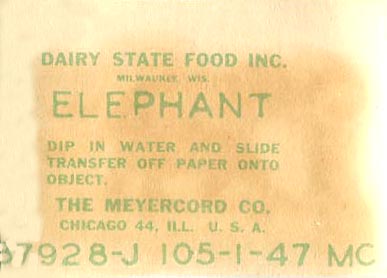 DAIRY STATE FOOD INC.
MILWAUKEE, WIS.
ELEPHANT
DIP IN WATER AND SLIDE
TRANSFER OFF PAPER ONTO
OBJECT.
THE MEYERCORD CO.
CHICAGO 44, ILL. U. S. A.
37928-J 105-1-47 MC